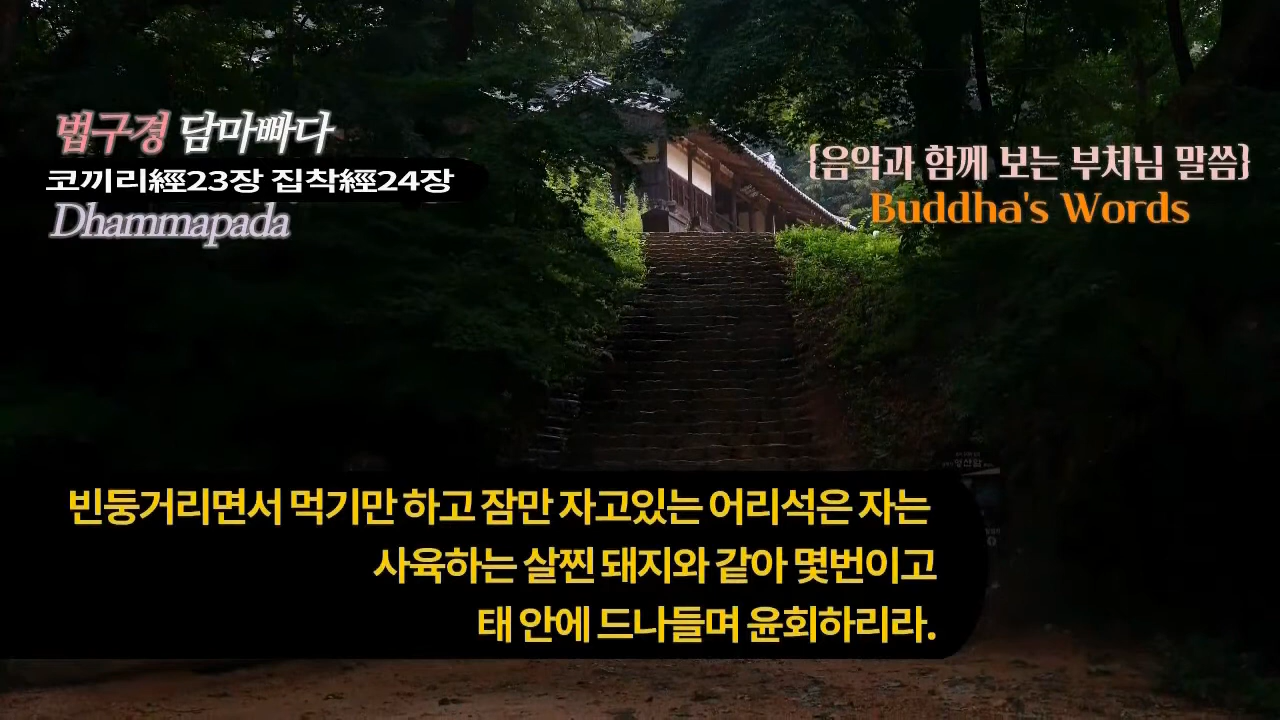 법구경 담마빠다
코끼리經23장 집착經24장
Dhammapada
{음악과 함께 보는 부처님 말씀}
Buddha's Words
빈둥거리면서 먹기만 하고 잠만 자고있는 어리석은 자는
사육하는 살찐 돼지와 같아 몇번이고
태 안에 드나들며 윤회하리라.